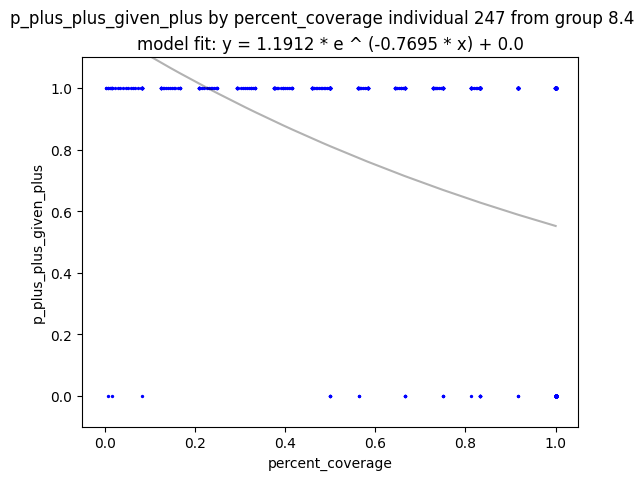 p_plus_plus_given_plus by percent_coverage individual 247 from group 8.4
model fit: y = 1.1912 * e ^ (-0.7695 * x) + 0.0
1.0
0.8
0.6
0.4
0.2
0.0
p_plus_plus_given_plus
0.0 0.2 0.4 0.6 0.8 1.0
percent_coverage